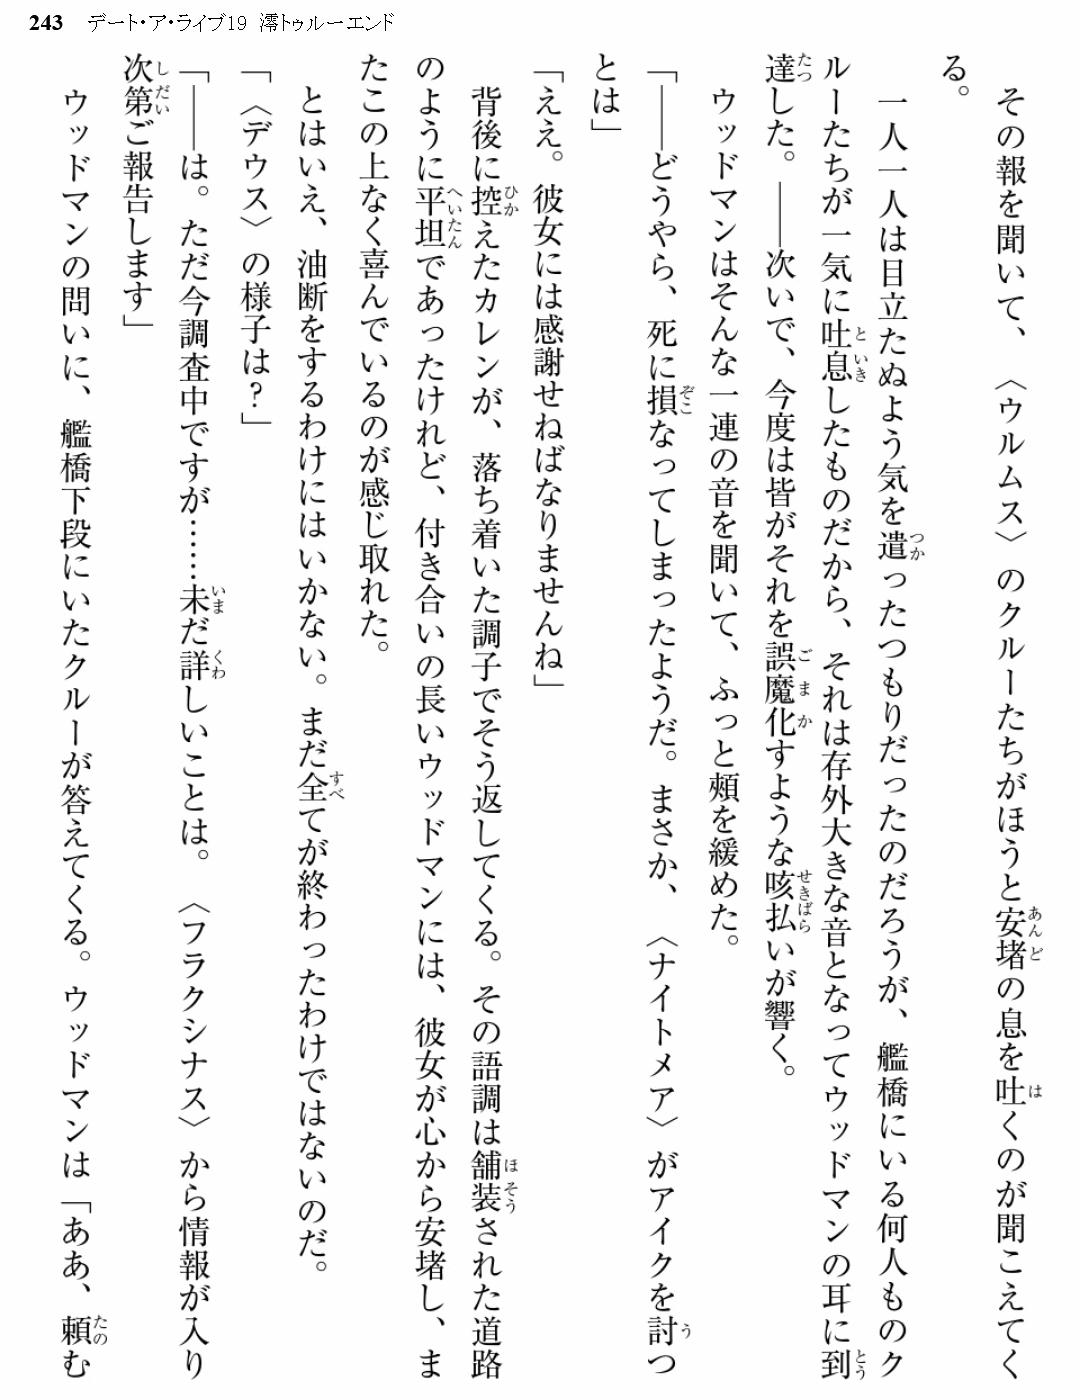 243 デート・ア・ライブ19 澪トゥルーエンド
その報を聞いて、〈ウルムス〉のクルーたちがほうと安堵の息を吐くのが聞こえてく
る。
一人一人は目立たぬよう気を遣ったつもりだったのだろうが、艦橋にいる何人ものク
ルーたちが一気に吐息したものだから、それは存外大きな音となってウッドマンの耳に到
達した。――次いで、今度は皆がそれを誤魔化すような咳払いが響く。
ウッドマンはそんな一連の音を聞いて、ふっと頬を緩めた。
「――どうやら、死に損なってしまったようだ。まさか、〈ナイトメア〉がアイクを討つ
とは」
「ええ。彼女には感謝せねばなりませんね」
背後に控えたカレンが、落ち着いた調子でそう返してくる。その語調は舗装された道路
のように平坦であったけれど、付き合いの長いウッドマンには、彼女が心から安堵し、ま
たこの上なく喜んでいるのが感じ取れた。
とはいえ、油断をするわけにはいかない。まだ全てが終わったわけではないのだ。
「〈デウス〉の様子は？」
「――は。ただ今調査中ですが……未だ詳しいことは。〈フラクシナス〉から情報が入り
次第ご報告します」
ウッドマンの問いに、艦橋下段にいたクルーが答えてくる。ウッドマンは「ああ、頼む